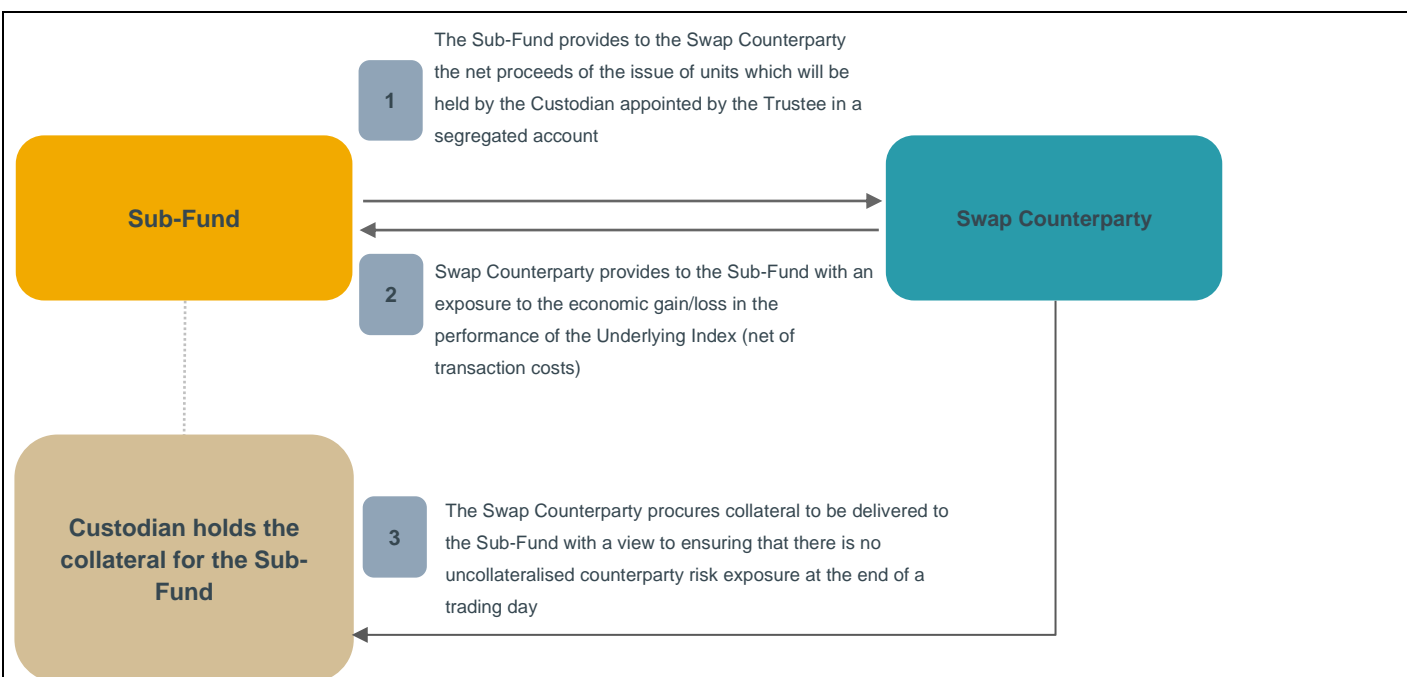 The Sub-Fund provides to the Swap Counterparty
the net proceeds of the issue of units which will be
held by the Custodian appointed by the Trustee in a
segregated account
1
Sub-Fund
Swap Counterparty
2
Swap Counterparty provides to the Sub-Fund with an
exposure to the economic gain/loss in the
performance of the Underlying Index (net of
transaction costs)
Custodian holds the
collateral for the Sub-
Fund
3
The Swap Counterparty procures collateral to be delivered to
the Sub-Fund with a view to ensuring that there is no
uncollateralised counterparty risk exposure at the end of a
trading day